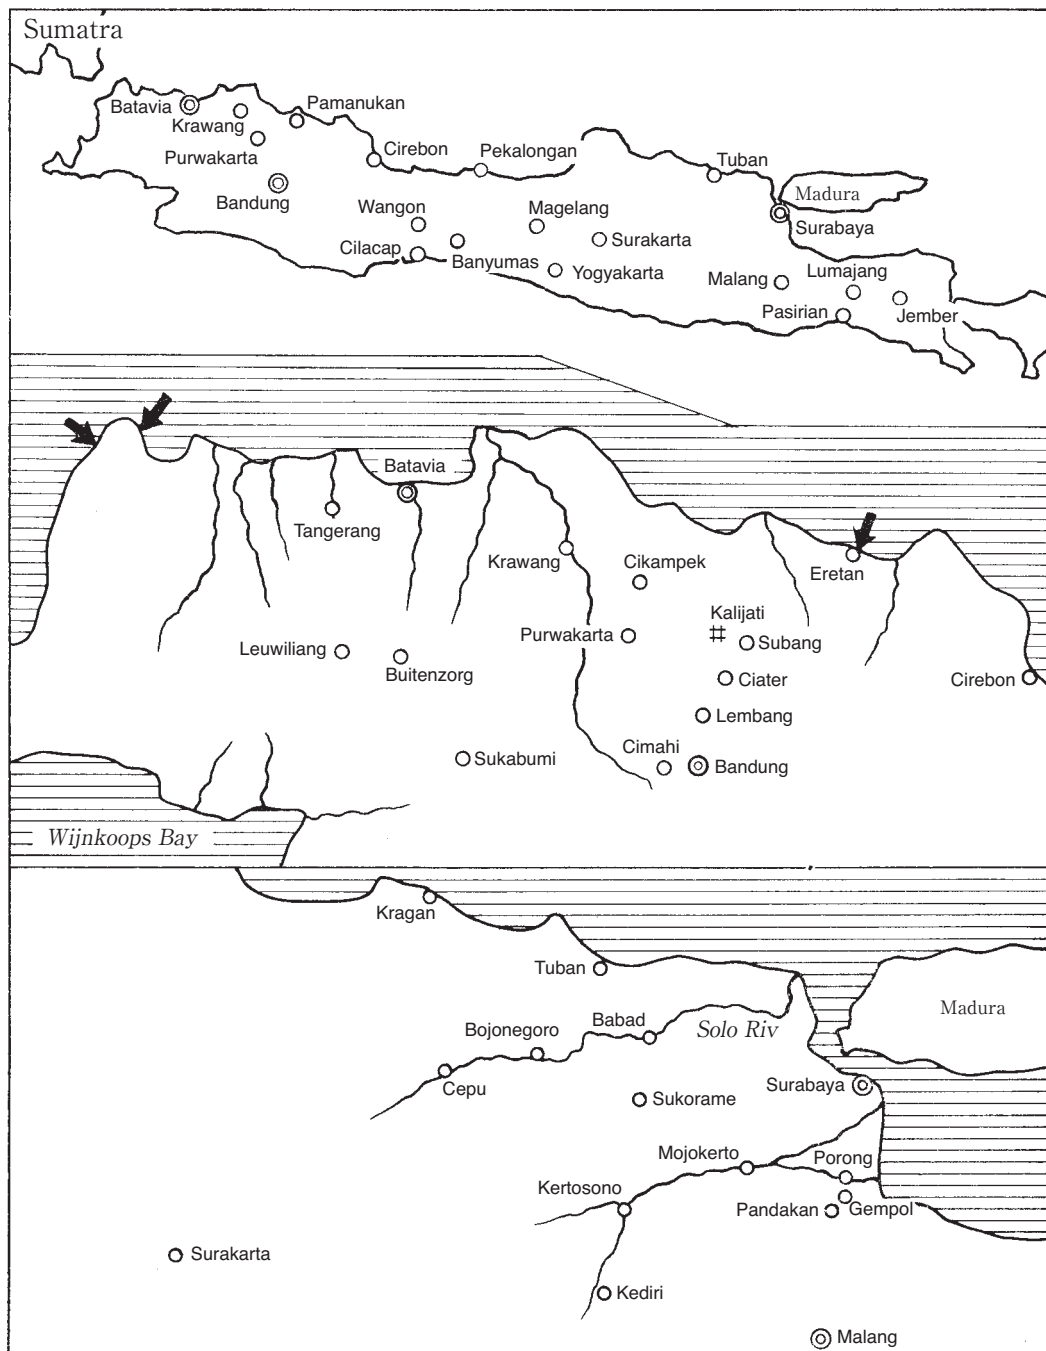 Sumatra
Batavia
Krawang
Pamanukan
Purwakarta
Bandung
Cirebon
Pekalongan
Tuban
Madura
Surabaya
Wangon
Magelang
Surakarta
Cilacap
Banyumas
Yogyakarta
Malang
Lumajang
Pasirian
Jember
Batavia
Tangerang
Krawang
Cikampek
Eretan
Kalijati
Purwakarta
Subang
Leuwiliang
Buitenzorg
Ciater
Cirebon
Lembang
Sukabumi
Cimahi
Bandung
Wijnkoops Bay
Kragan
Tuban
Madura
Bojonegoro
Babad
Solo Riv
Cepu
Surabaya
Sukorame
Mojokerto
Porong
Kertosono
Pandakan
Gempol
Surakarta
Kediri
Malang